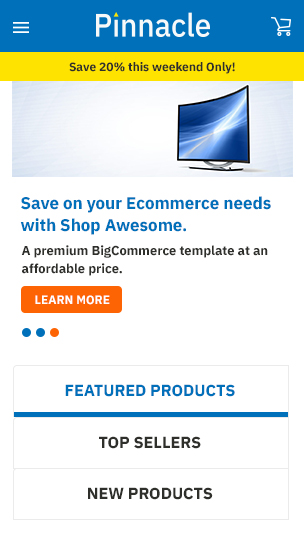 Pinnacle
Save 20% this weekend Only!
Save on your Ecommerce needs
with Shop Awesome.
A premium BigCommerce template at an
affordable price.
LEARN MORE
FEATURED PRODUCTS
TOP SELLERS
NEW PRODUCTS